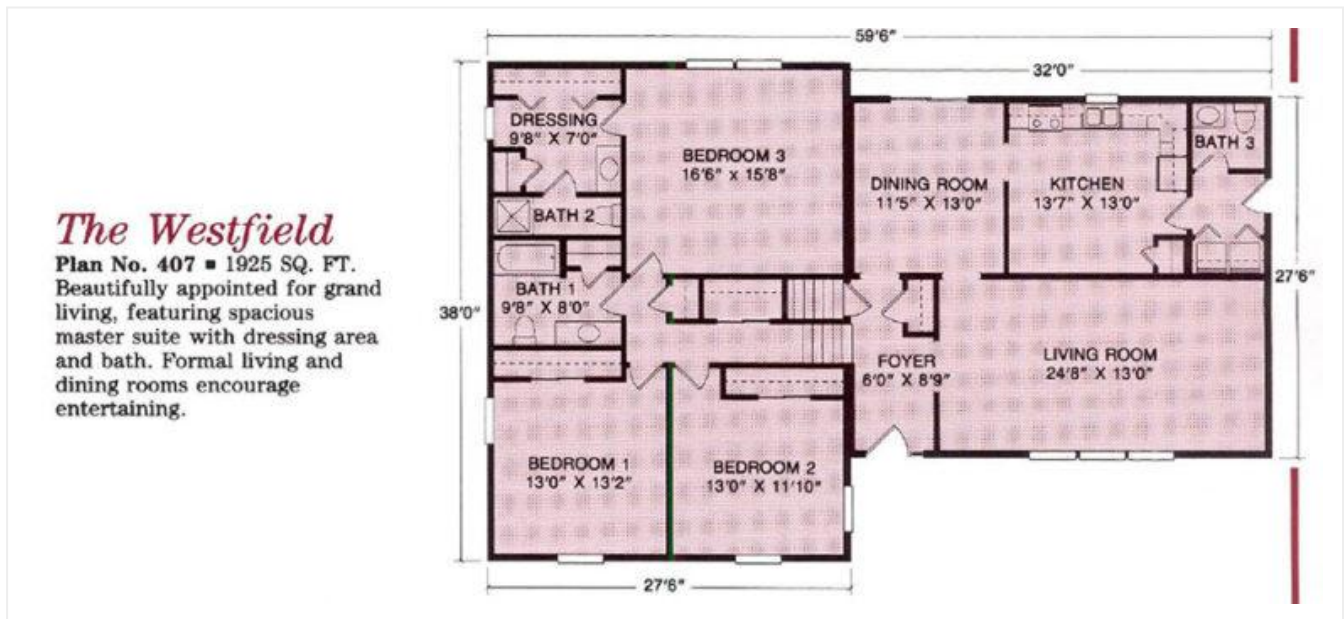 The Westfield
Plan No. 407 ■ 1925 SQ. FT.
Beautifully appointed for grand
living, featuring spacious
master suite with dressing area
and bath. Formal living and
dining rooms encourage
entertaining.
59'6"
32'0"
DRESSING
9'8" X 7'0"
BEDROOM 3
16'6" x 15'8"
BATH 3
DINING ROOM
11'5" X 13'0"
KITCHEN
13'7" X 13'0"
BATH 2
BATH 1
9'8" X 8'0"
27'6"
38'0"
FOYER
6'0" X 8'9"
LIVING ROOM
24'8" X 13'0"
BEDROOM 1
13'0" X 13'2"
BEDROOM 2
13'0" X 11'10"
27'6"